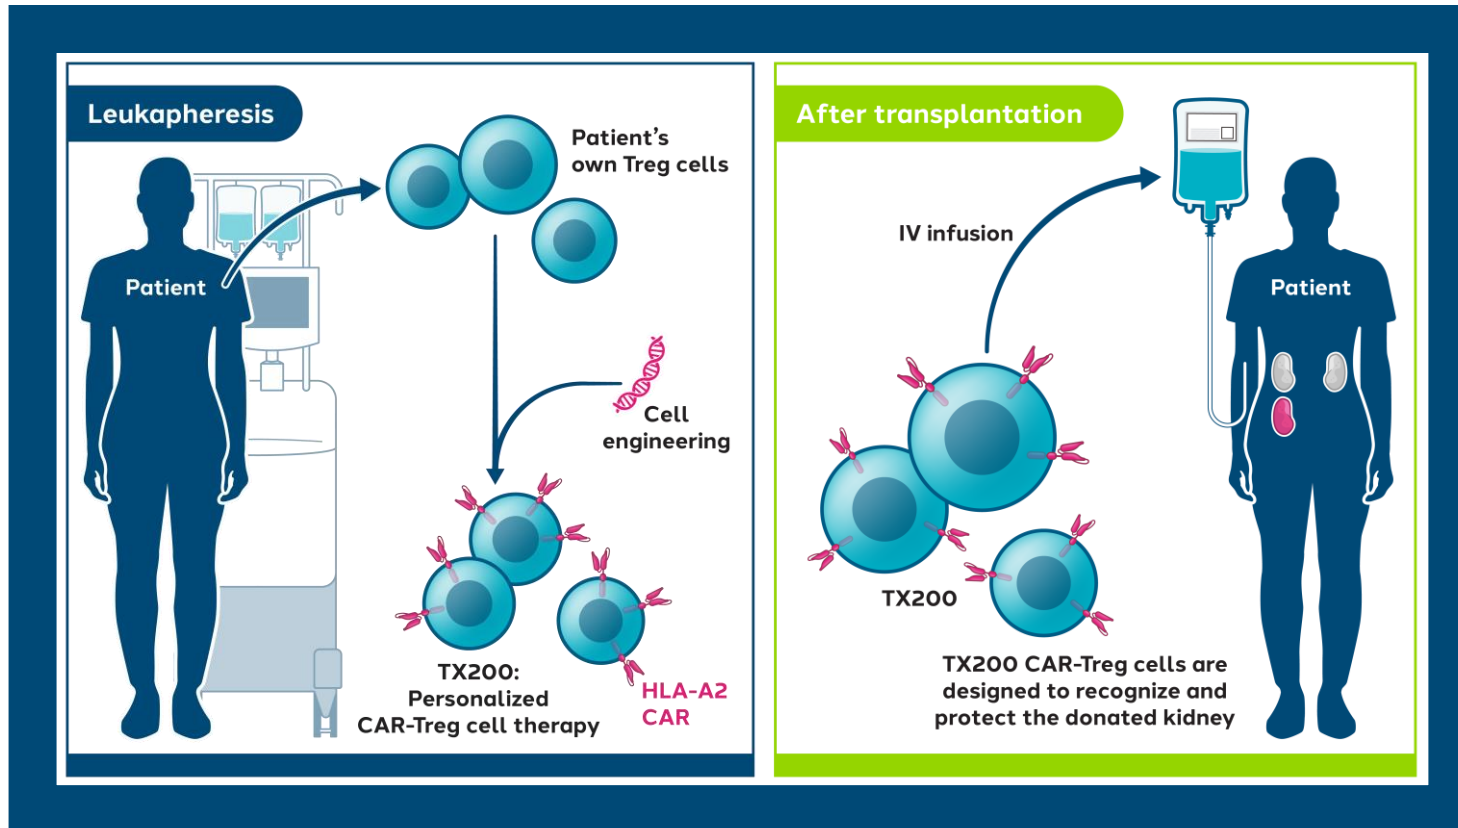 Leukapheresis
Patient's
own Treg cells
Patient
Cell
engineering
TX200:
Personalized
CAR-Treg cell therapy
HLA-A2
CAR
After transplantation
IV infusion
Patient
TX200
TX200 CAR-Treg cells are
designed to recognize and
protect the donated kidney